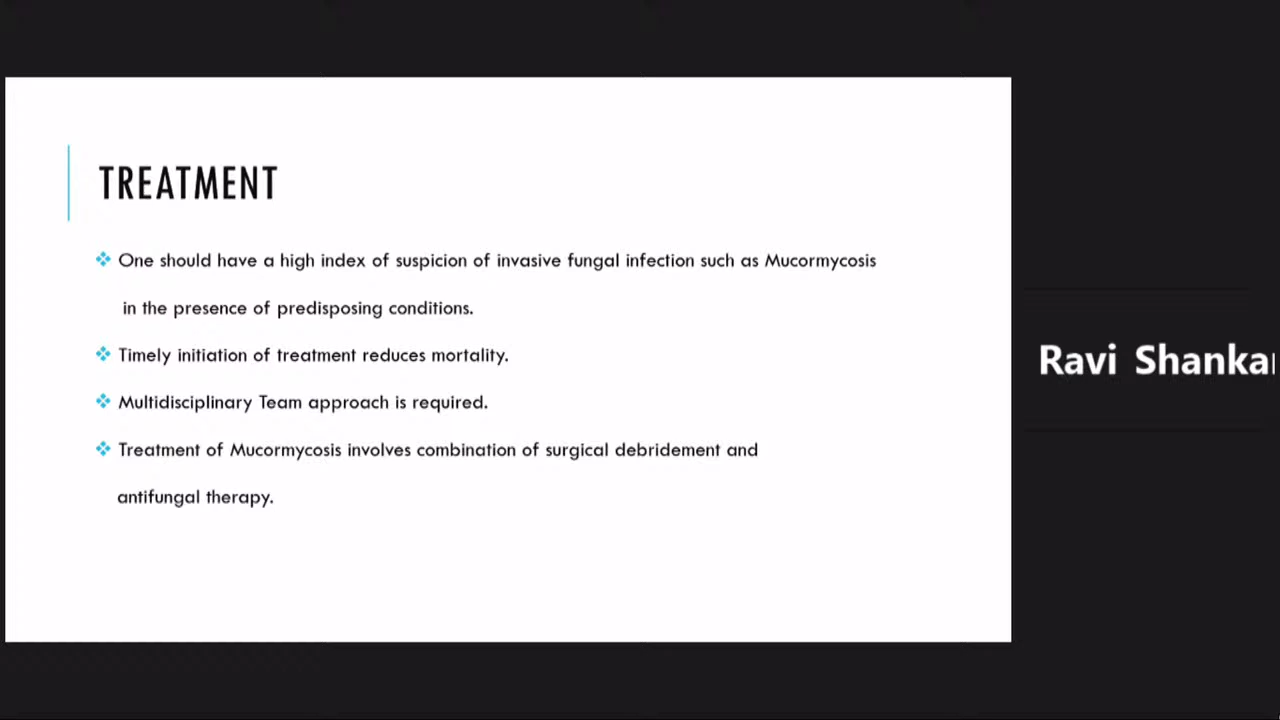 TREATMENT
One should have a high index of suspicion of invasive fungal infection such as Mucormycosis
in the presence of predisposing conditions.
Timely initiation of treatment reduces mortality.
Multidisciplinary Team approach is required.
Treatment of Mucormycosis involves combination of surgical debridement and
antifungal therapy.
Ravi Shanka